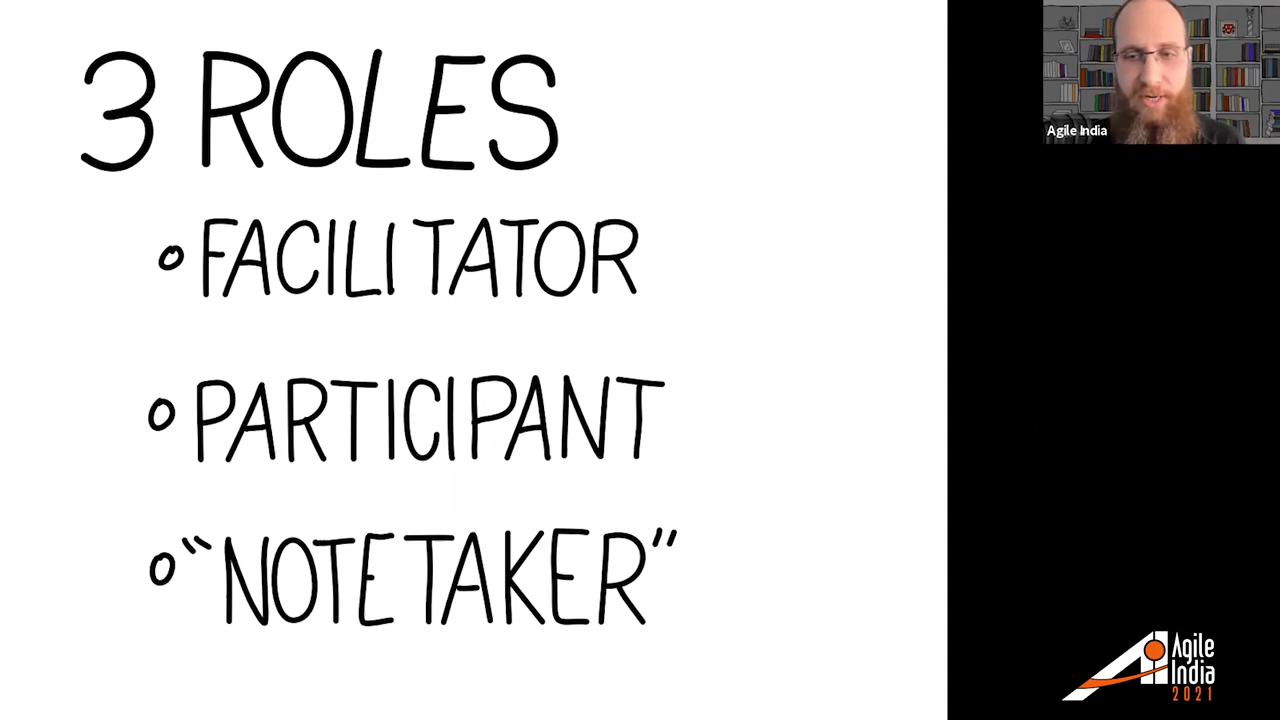 3 ROLES
FACILITATOR
PARTICIPANT
"NOTETAKER"
Agile India
Agile
India
2021